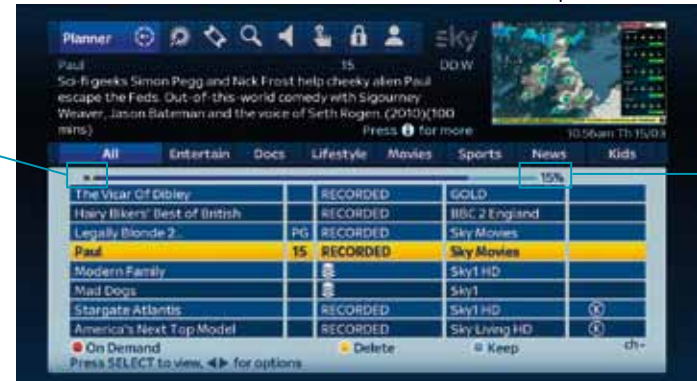 Planner
sky
Paul 15 DD W
Sci-fi geeks Simon Pegg and Nick Frost help cheeky alien Paul
escape the Feds. Out-of-this-world comedy with Sigourney
Weaver, Jason Bateman and the voice of Seth Rogen. (2010)(100
mins)
Press i for more
10.56am Th 15/03
All Entertain Docs Lifestyle Movies Sports News Kids
15%
The Vicar Of Dibley RECORDED GOLD
Hairy Bikers' Best of British RECORDED BBC 2 England
Legally Blonde 2.. PG RECORDED Sky Movies
Paul 15 RECORDED Sky Movies
Modern Family Sky1 HD
Mad Dogs Sky1
Stargate Atlantis RECORDED Sky1 HD K
America's Next Top Model RECORDED Sky Living HD K
On Demand Delete Keep ch-
Press SELECT to view, ◀▶ for options